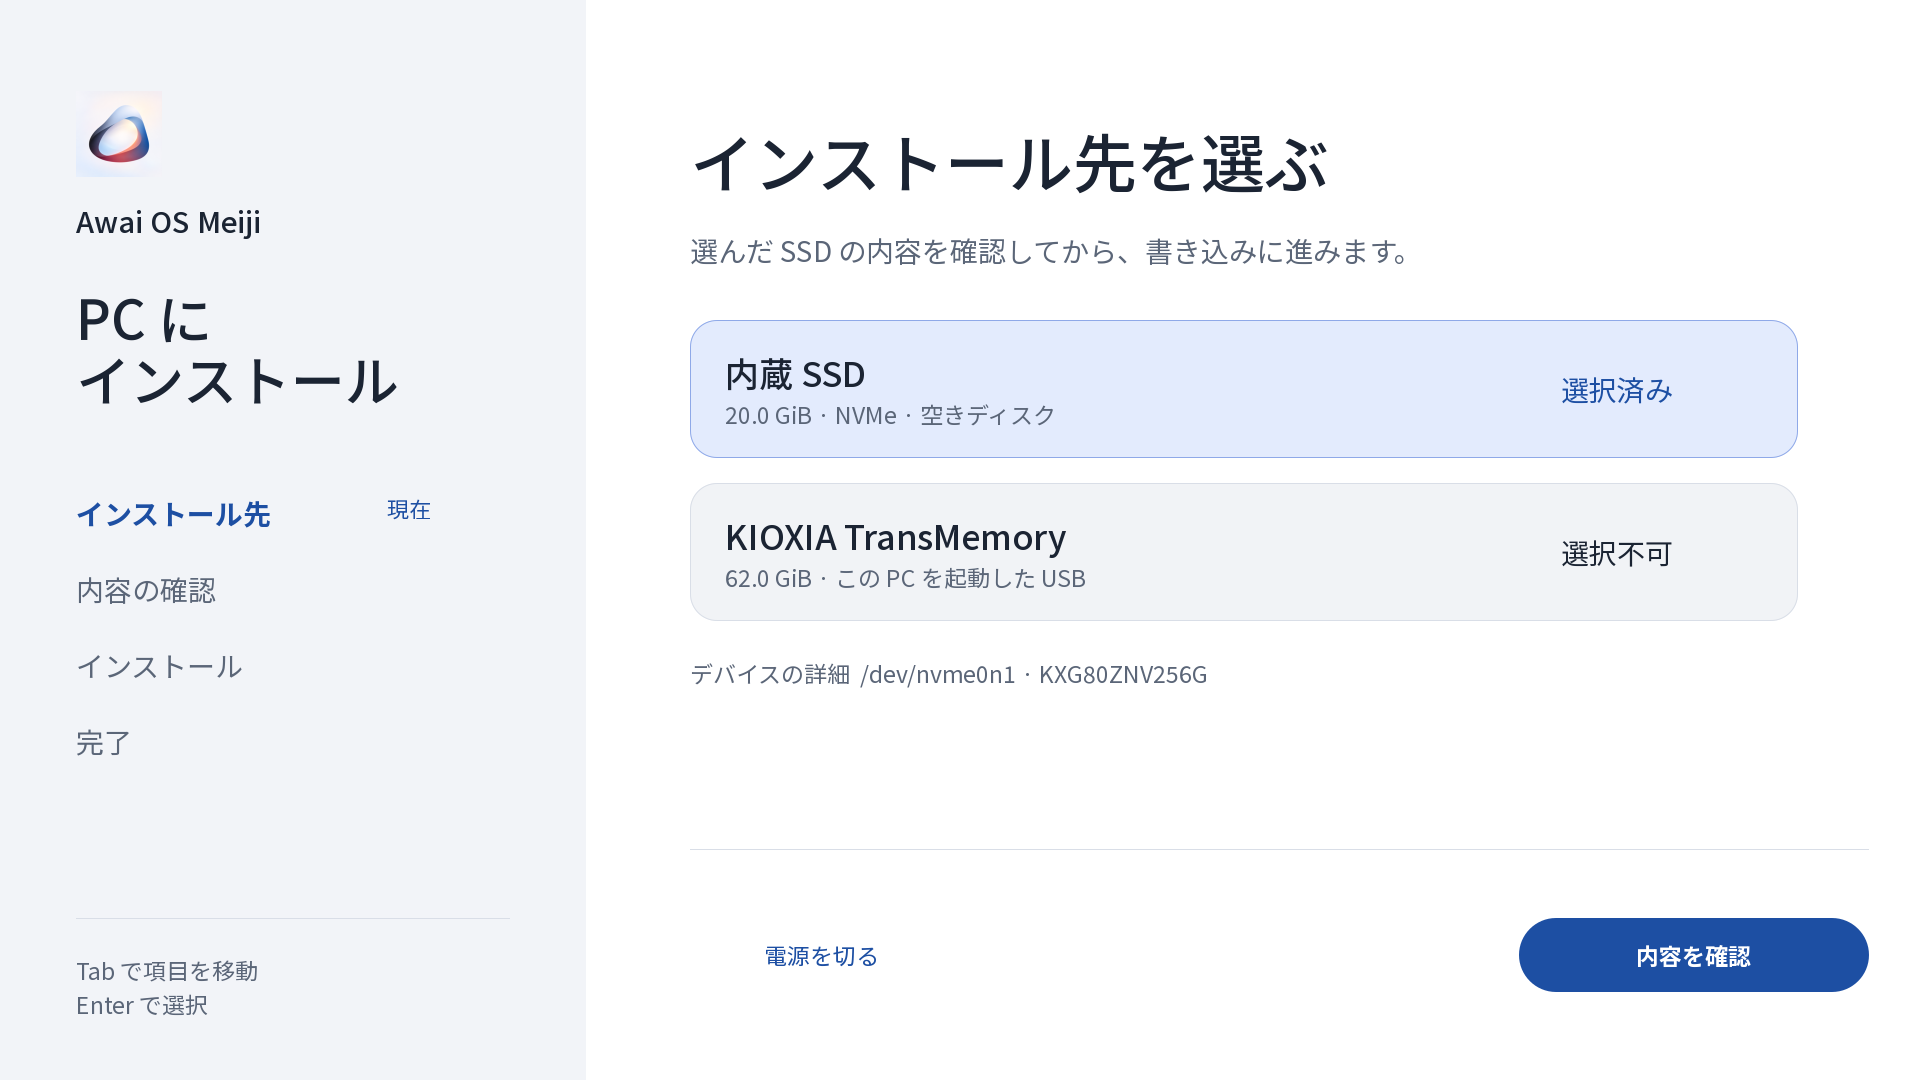 Awai OS Meiji
PC に
インストール
インストール先 現在
内容の確認
インストール
完了
Tab で項目を移動
Enter で選択
インストール先を選ぶ
選んだ SSD の内容を確認してから、書き込みに進みます。
内蔵 SSD
20.0 GiB · NVMe · 空きディスク
選択済み
KIOXIA TransMemory
62.0 GiB · この PC を起動した USB
選択不可
デバイスの詳細 /dev/nvme0n1 · KXG80ZNV256G
電源を切る
内容を確認